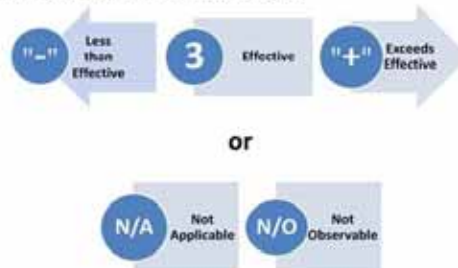 "-" Less than Effective
3 Effective
"+" Exceeds Effective
or
N/A Not Applicable
N/O Not Observable